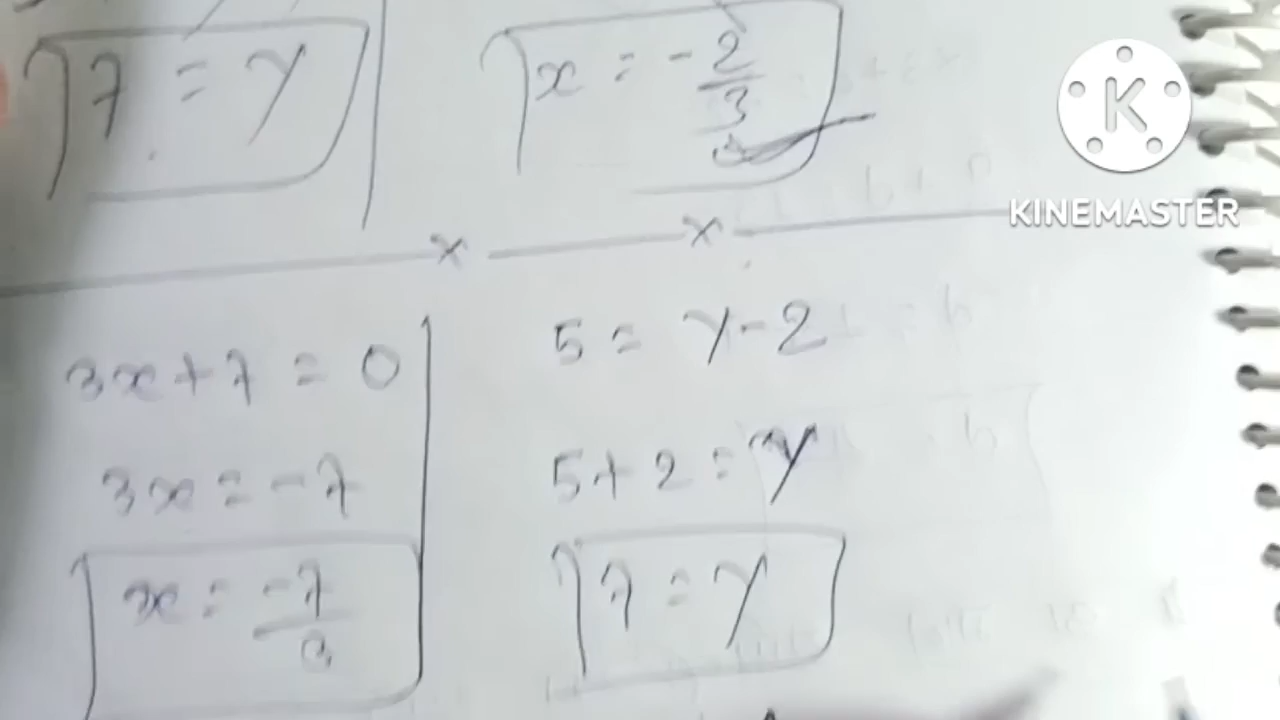 7 = y
x = -2/3
KINEMASTER
x x
3x+7 = 0
3x = -7
x = -7/3
5 = y-2
5+2 = y
7 = y